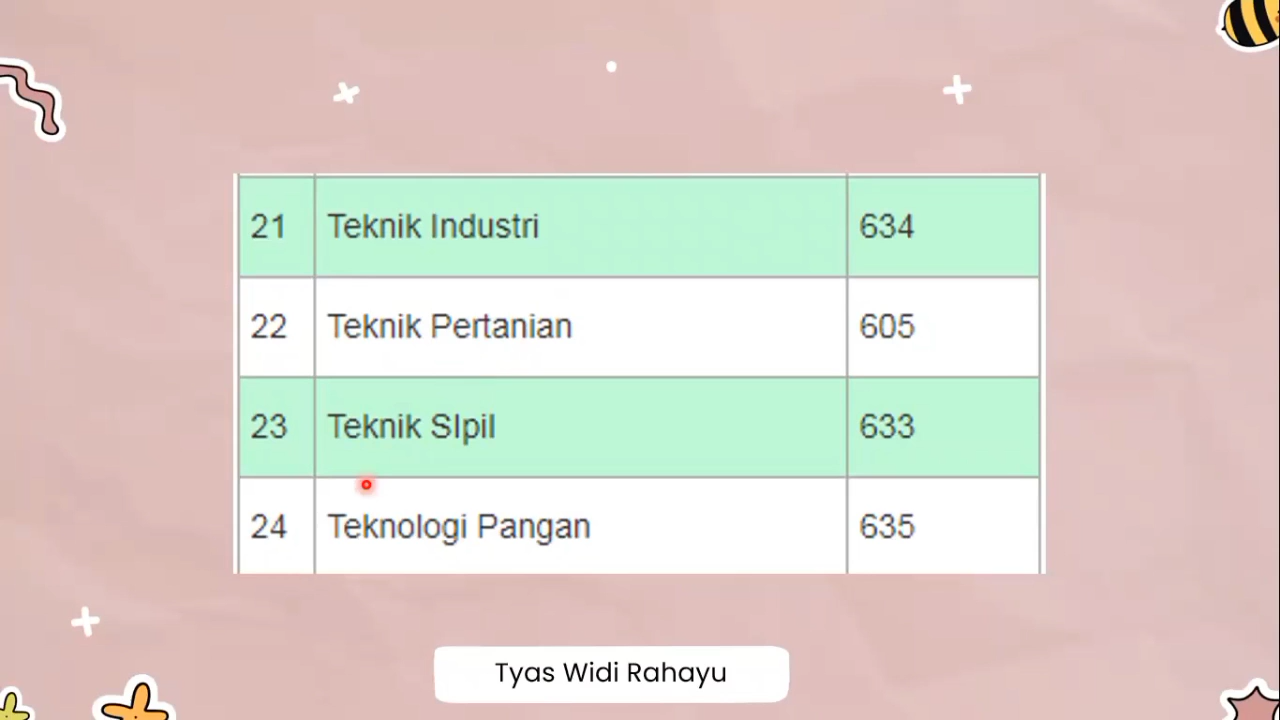 21 Teknik Industri 634
22 Teknik Pertanian 605
23 Teknik SIpil 633
24 Teknologi Pangan 635
Tyas Widi Rahayu